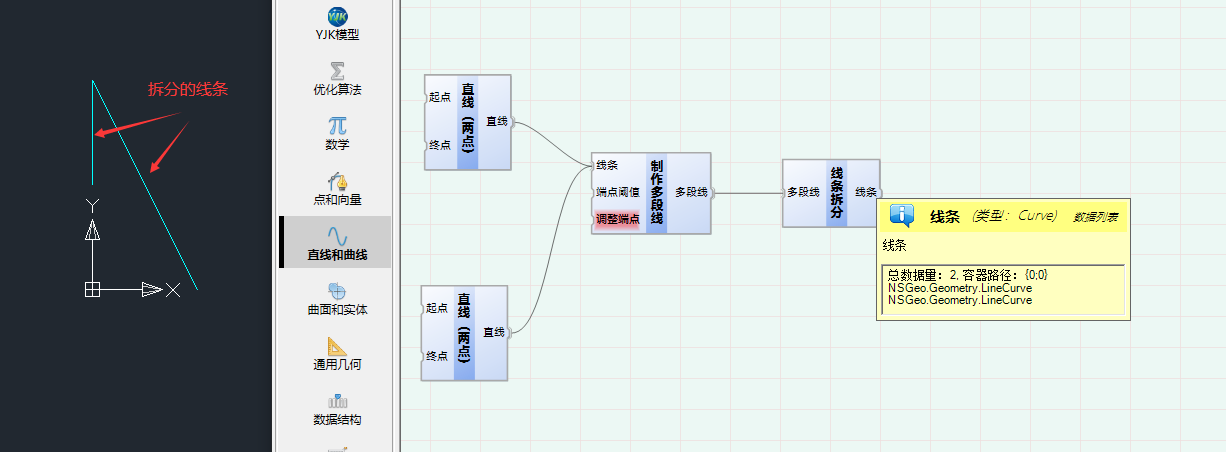 拆分的线条
Y
X
YJK
YJK模型
优化算法
数学
点和向量
直线和曲线
曲面和实体
通用几何
数据结构
起点
终点
直线（两点）
直线
起点
终点
直线（两点）
直线
线条
端点阈值
调整端点
制作多段线
多段线
多段线
线条拆分
线条
线条 (类型：Curve) 数据列表
线条
总数据量：2, 容器路径：{0;0}
NSGeo.Geometry.LineCurve
NSGeo.Geometry.LineCurve